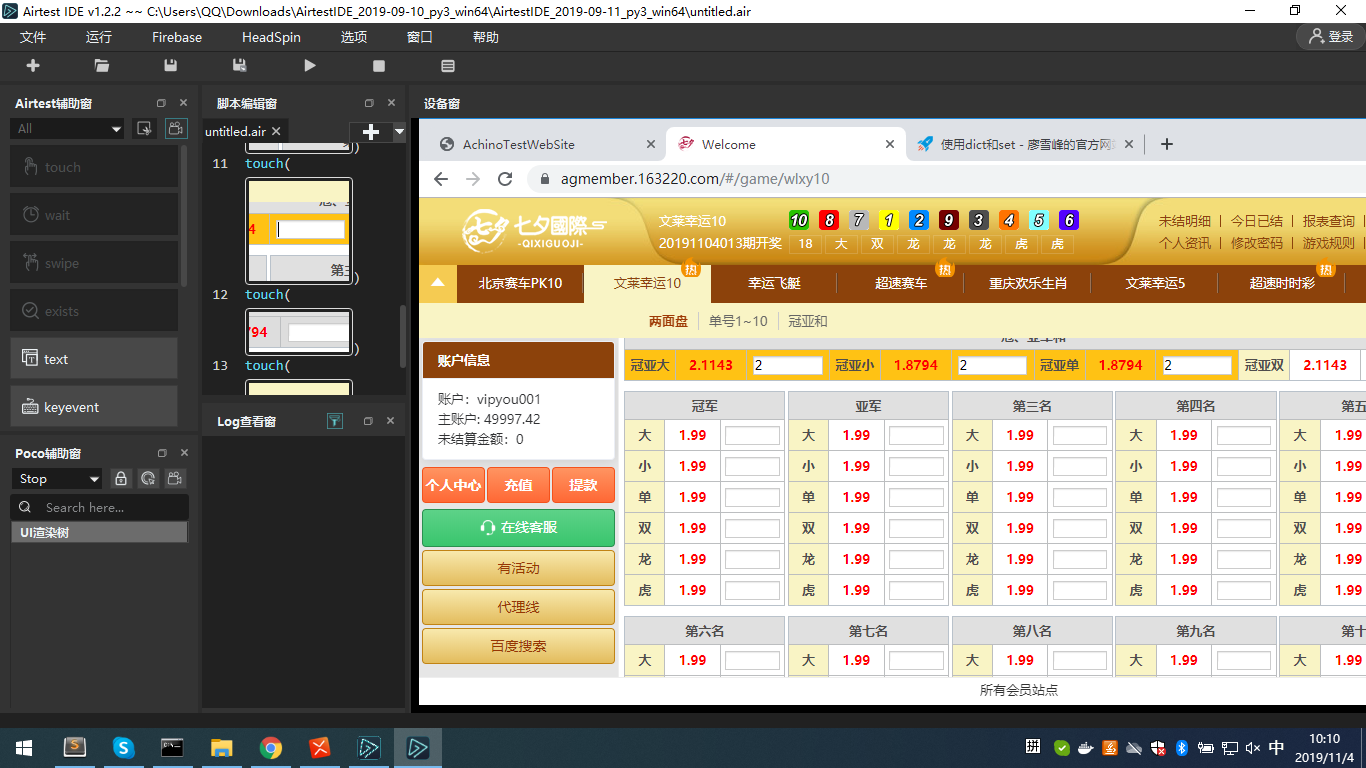 Airtest IDE v1.2.2 ~~ C:\Users\QQ\Downloads\AirtestIDE_2019-09-10_py3_win64\AirtestIDE_2019-09-11_py3_win64\untitled.air
文件 运行 Firebase HeadSpin 选项 窗口 帮助 登录
Airtest辅助窗
All
touch
wait
swipe
exists
text
keyevent
Poco辅助窗
Stop
Search here...
UI渲染树
脚本编辑窗
untitled.air
)
11 touch(
4
第三
)
12 touch(
794
)
13 touch(
Log查看窗
设备窗
AchinoTestWebSite
Welcome
使用dict和set - 廖雪峰的官方网
agmember.163220.com/#/game/wlxy10
七夕國際
-QIXIGUOJI-
文莱幸运10 10 8 7 1 2 9 3 4 5 6
20191104013期开奖 18 大 双 龙 龙 龙 虎 虎
未结明细 | 今日已结 | 报表查询 |
个人资讯 | 修改密码 | 游戏规则 |
热 热 热
北京赛车PK10 文莱幸运10 幸运飞艇 超速赛车 重庆欢乐生肖 文莱幸运5 超速时时彩
两面盘 单号1~10 冠亚和
账户信息
账户：vipyou001
主账户: 49997.42
未结算金额：0
个人中心 充值 提款
在线客服
有活动
代理线
百度搜索
冠、亚军和
冠亚大 2.1143 2 冠亚小 1.8794 2 冠亚单 1.8794 2 冠亚双 2.1143
冠军 亚军 第三名 第四名 第五
大 1.99 大 1.99 大 1.99 大 1.99 大 1.99
小 1.99 小 1.99 小 1.99 小 1.99 小 1.99
单 1.99 单 1.99 单 1.99 单 1.99 单 1.99
双 1.99 双 1.99 双 1.99 双 1.99 双 1.99
龙 1.99 龙 1.99 龙 1.99 龙 1.99 龙 1.99
虎 1.99 虎 1.99 虎 1.99 虎 1.99 虎 1.99
第六名 第七名 第八名 第九名 第十
大 1.99 大 1.99 大 1.99 大 1.99 大 1.99
所有会员站点
拼 中
10:10
2019/11/4